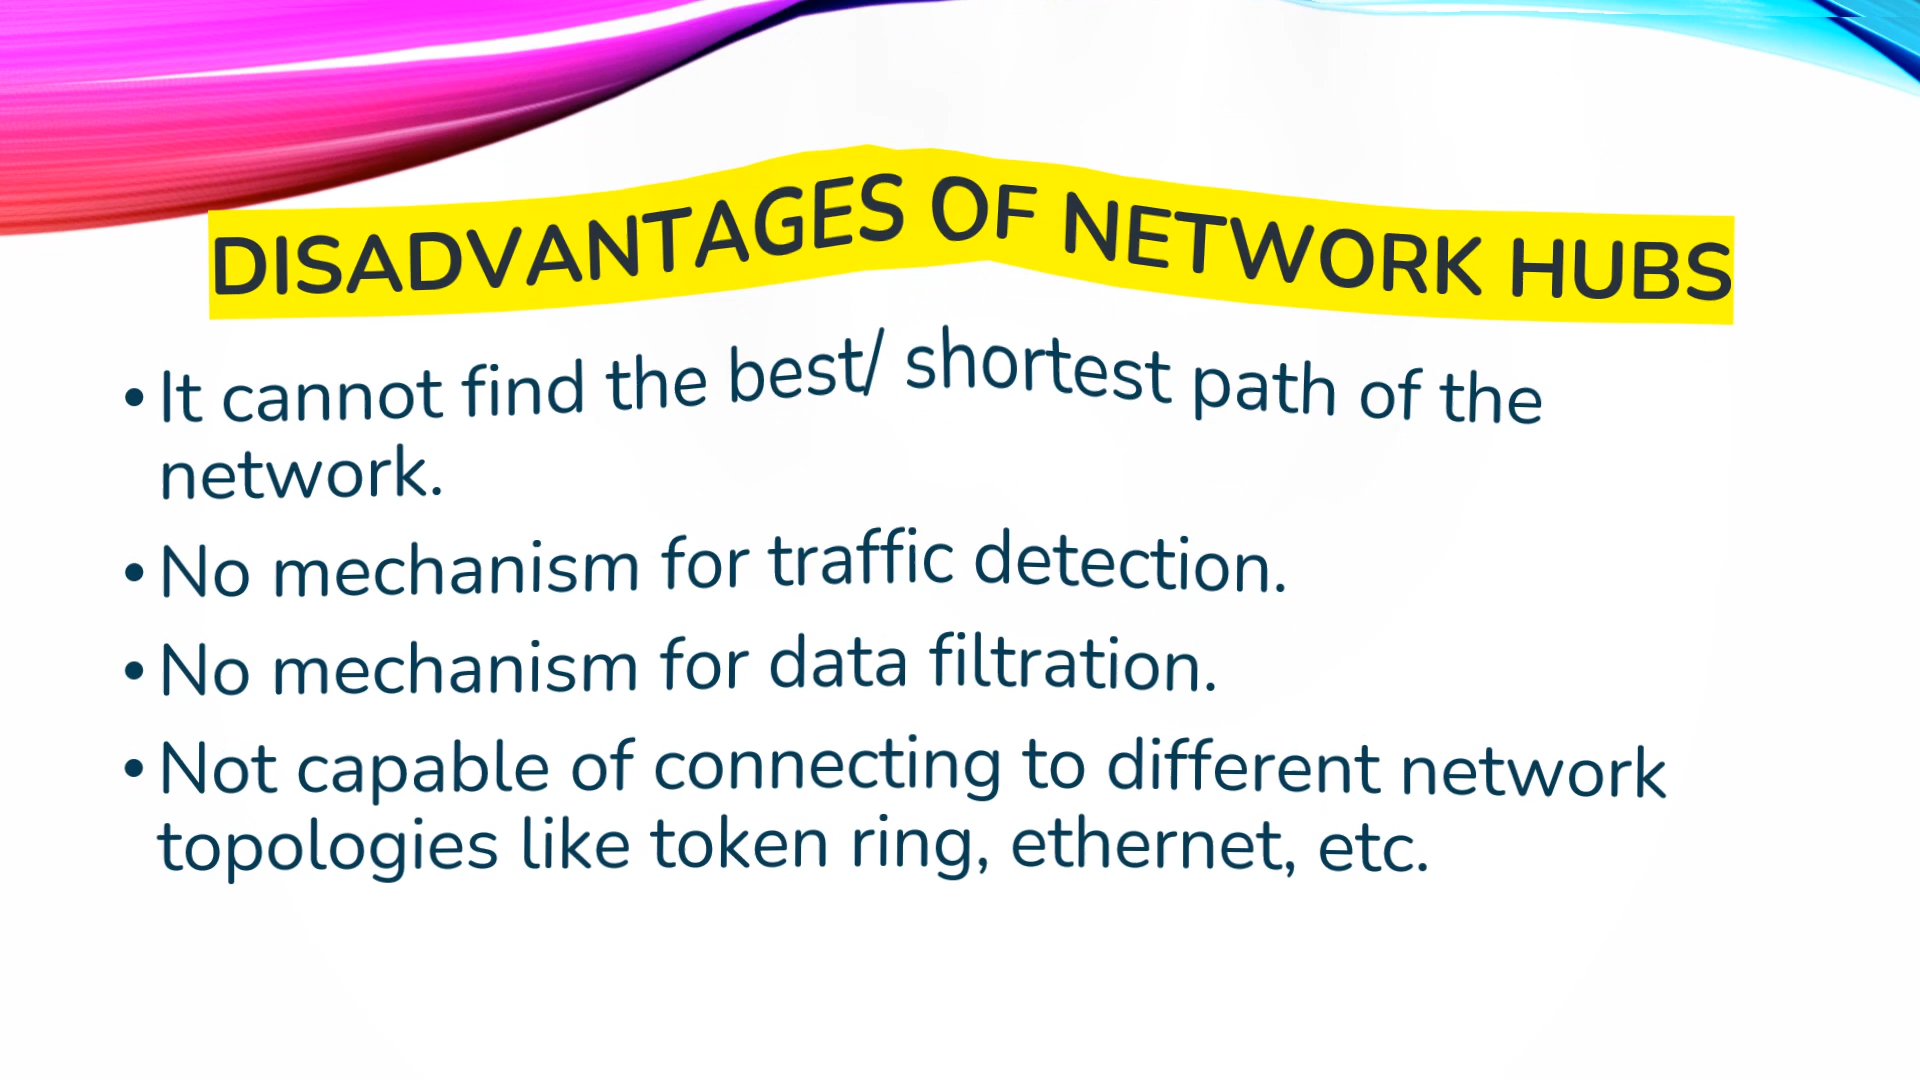 DISADVANTAGES OF NETWORK HUBS
• It cannot find the best/ shortest path of the
network.
• No mechanism for traffic detection.
• No mechanism for data filtration.
• Not capable of connecting to different network
topologies like token ring, ethernet, etc.